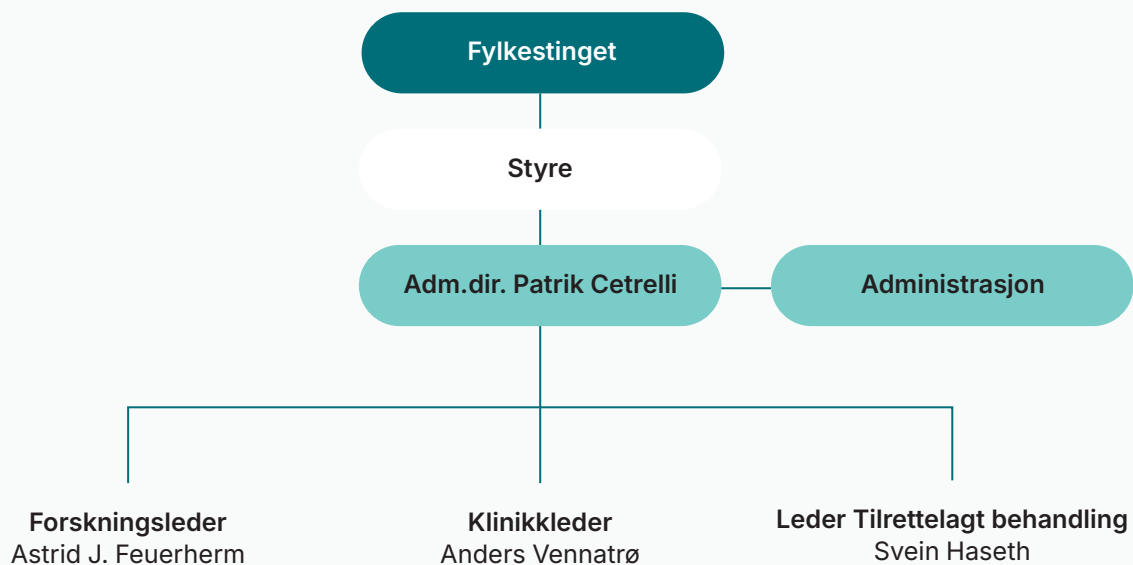 Fylkestinget
Styre
Adm.dir. Patrik Cetrelli
Administrasjon
Forskningsleder
Astrid J. Feuerherm
Klinikkleder
Anders Vennatrø
Leder Tilrettelagt behandling
Svein Haseth